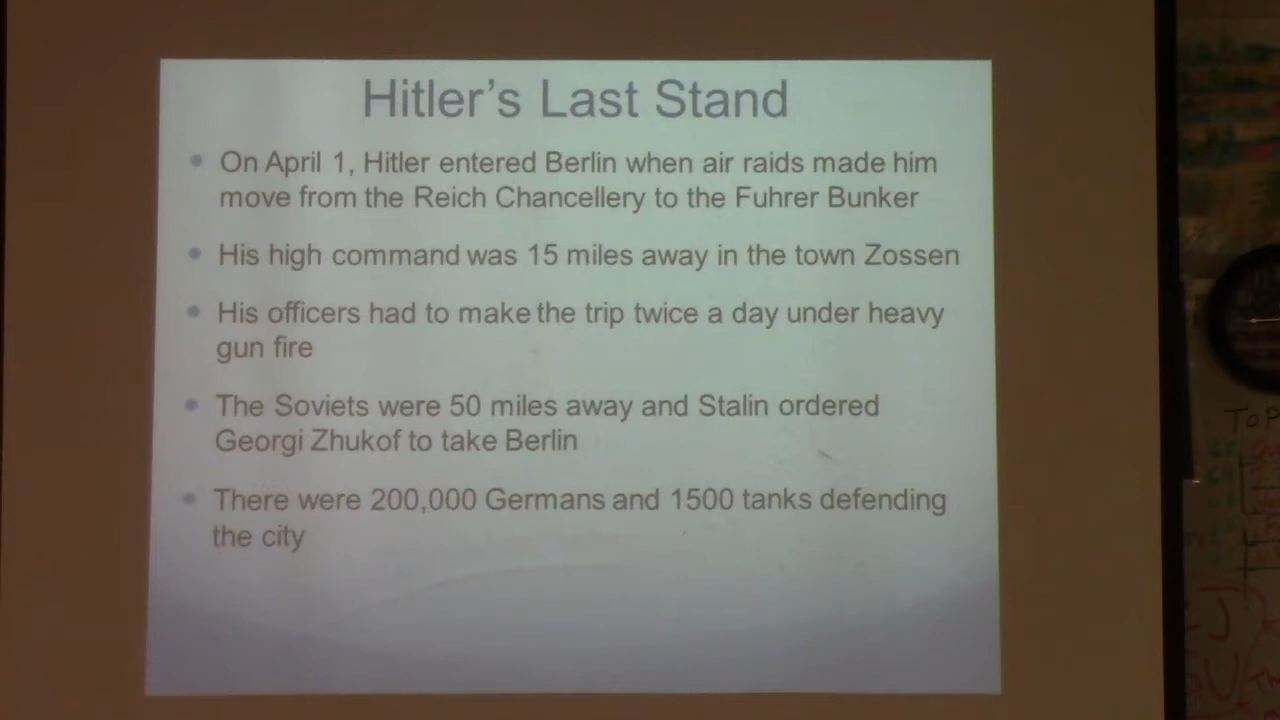 Hitler's Last Stand
On April 1, Hitler entered Berlin when air raids made him
move from the Reich Chancellery to the Fuhrer Bunker
His high command was 15 miles away in the town Zossen
His officers had to make the trip twice a day under heavy
gun fire
The Soviets were 50 miles away and Stalin ordered
Georgi Zhukof to take Berlin
There were 200,000 Germans and 1500 tanks defending
the city
TOP